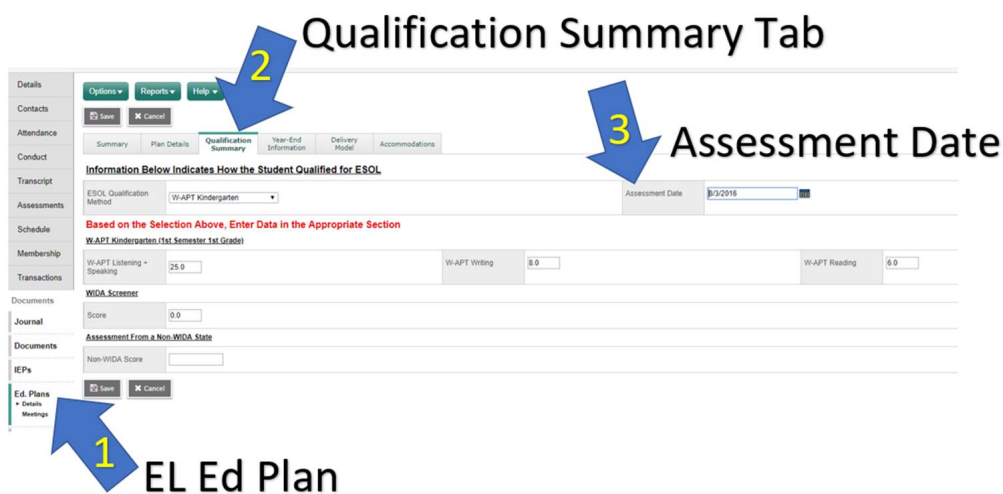 Qualification Summary Tab
2
Details
Contacts
Attendance
Conduct
Transcript
Assessments
Schedule
Membership
Transactions
Documents
Journal
Documents
IEPs
Ed. Plans
Details
Meetings
Options Reports Help
Save Cancel
Summary Plan Details Qualification Summary Year-End Information Delivery Model Accommodations
3
Assessment Date
Information Below Indicates How the Student Qualified for ESOL
ESOL Qualification
Method
W-APT Kindergarten
Assessment Date
8/3/2016
Based on the Selection Above, Enter Data in the Appropriate Section
W-APT Kindergarten (1st Semester 1st Grade)
W-APT Listening +
Speaking
25.0
W-APT Writing
8.0
W-APT Reading
6.0
WIDA Screener
Score
0.0
Assessment From a Non-WIDA State
Non-WIDA Score
Save Cancel
1
EL Ed Plan